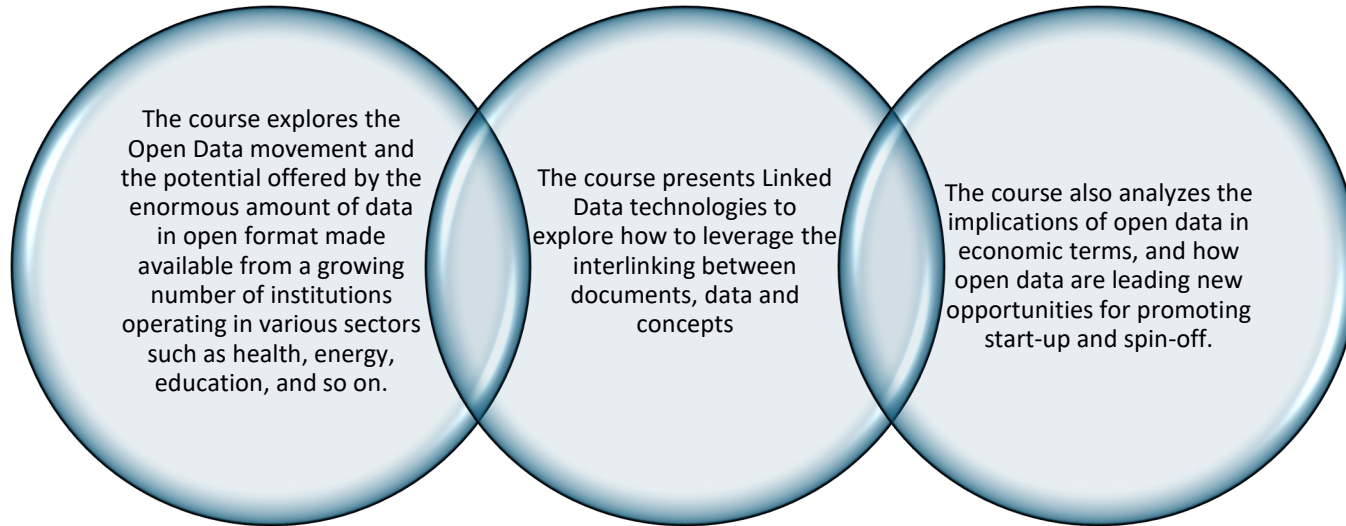 The course explores the
Open Data movement and
the potential offered by the
enormous amount of data
in open format made
available from a growing
number of institutions
operating in various sectors
such as health, energy,
education, and so on.
The course presents Linked
Data technologies to
explore how to leverage the
interlinking between
documents, data and
concepts
The course also analyzes the
implications of open data in
economic terms, and how
open data are leading new
opportunities for promoting
start-up and spin-off.